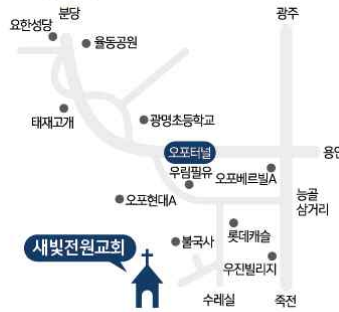 분당
광주
요한성당
율동공원
태재고개
광명초등학교
오포터널
용인
우림필유
오포베르빌A
능골
삼거리
오포현대A
롯데캐슬
불국사
새빛전원교회
우진빌리지
수레실
죽전